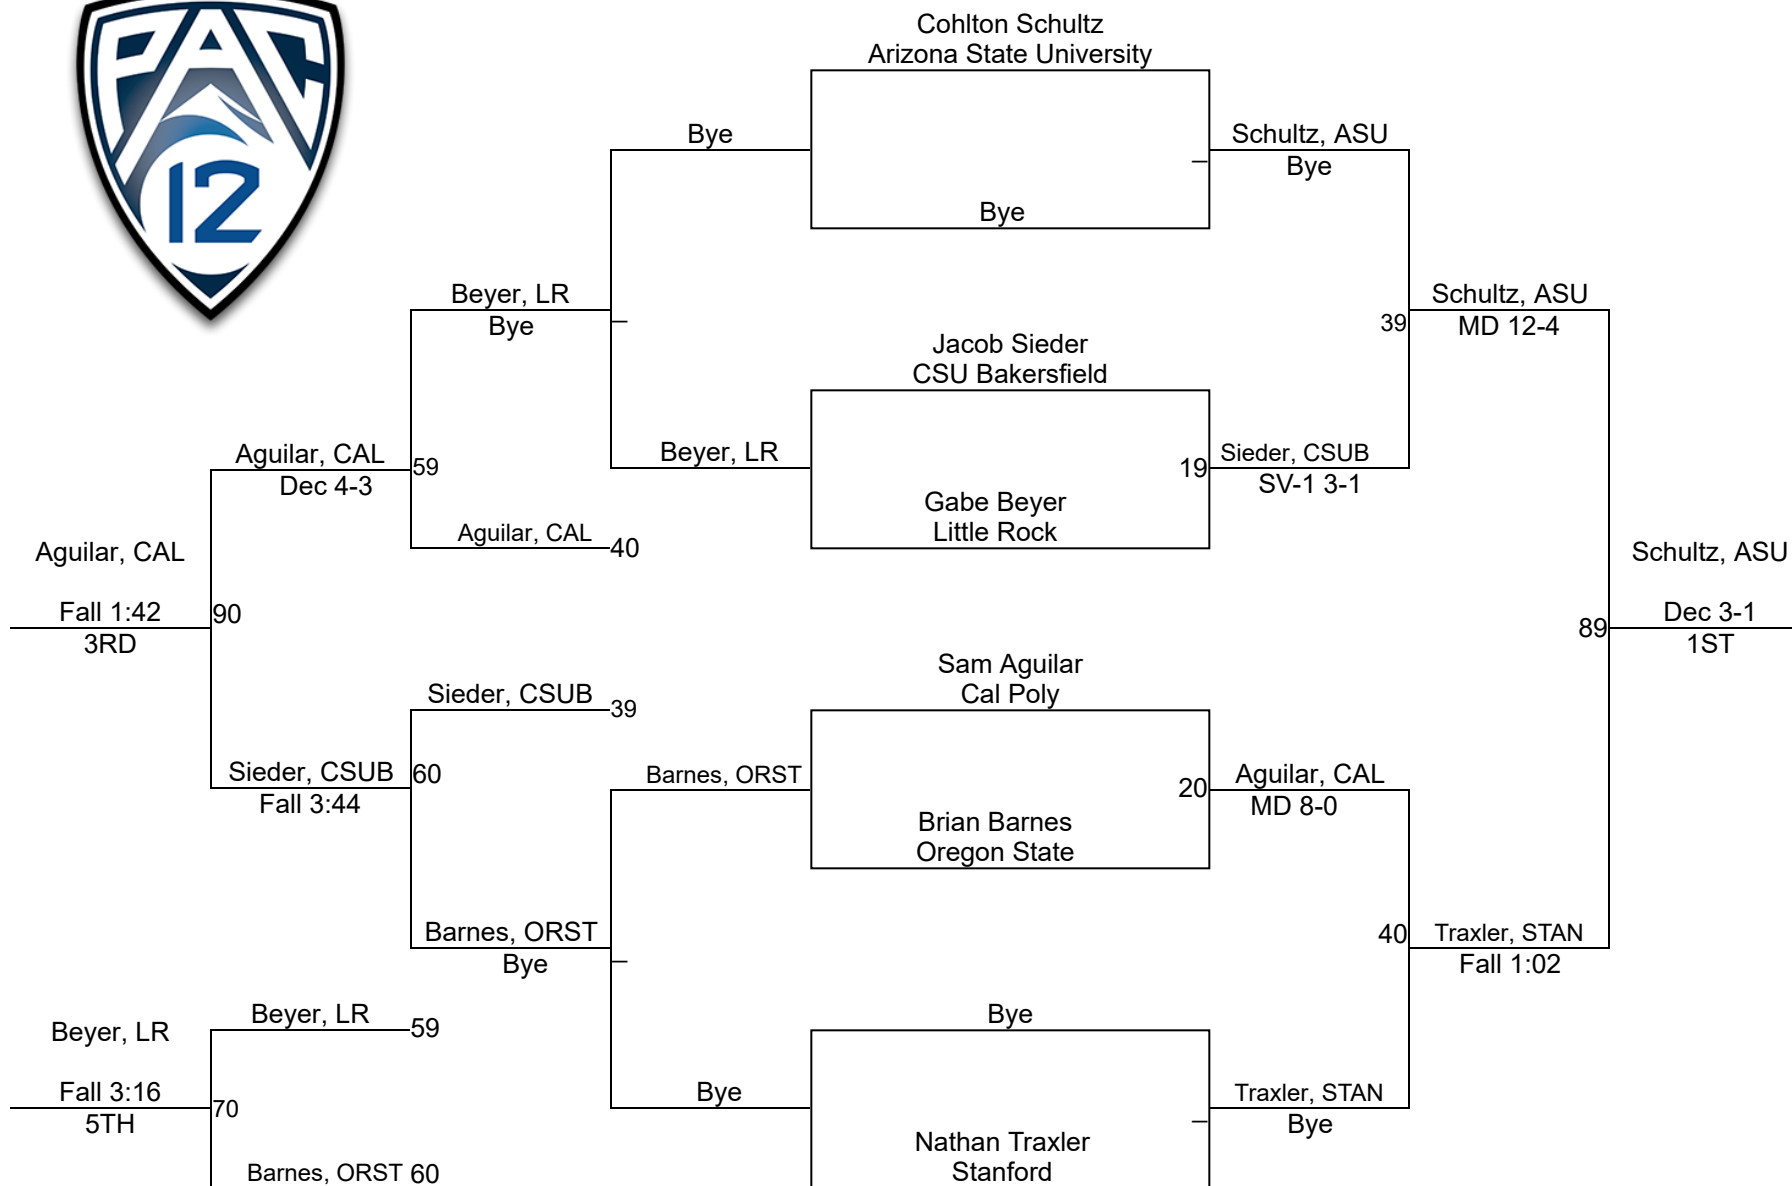 PAC
12
Cohlton Schultz
Arizona State University
Bye
Schultz, ASU
Bye
Bye
Beyer, LR
Bye
Schultz, ASU
39
MD 12-4
Jacob Sieder
CSU Bakersfield
Aguilar, CAL
59
Dec 4-3
Beyer, LR
19
Sieder, CSUB
SV-1 3-1
Gabe Beyer
Little Rock
Aguilar, CAL
40
Aguilar, CAL
Schultz, ASU
Fall 1:42
90
3RD
89
Dec 3-1
1ST
Sam Aguilar
Cal Poly
Sieder, CSUB
39
Sieder, CSUB
60
Fall 3:44
Barnes, ORST
20
Aguilar, CAL
MD 8-0
Brian Barnes
Oregon State
Barnes, ORST
Bye
40
Traxler, STAN
Fall 1:02
Beyer, LR
Beyer, LR
59
Bye
Fall 3:16
70
5TH
Bye
Traxler, STAN
Bye
Nathan Traxler
Stanford
Barnes, ORST
60